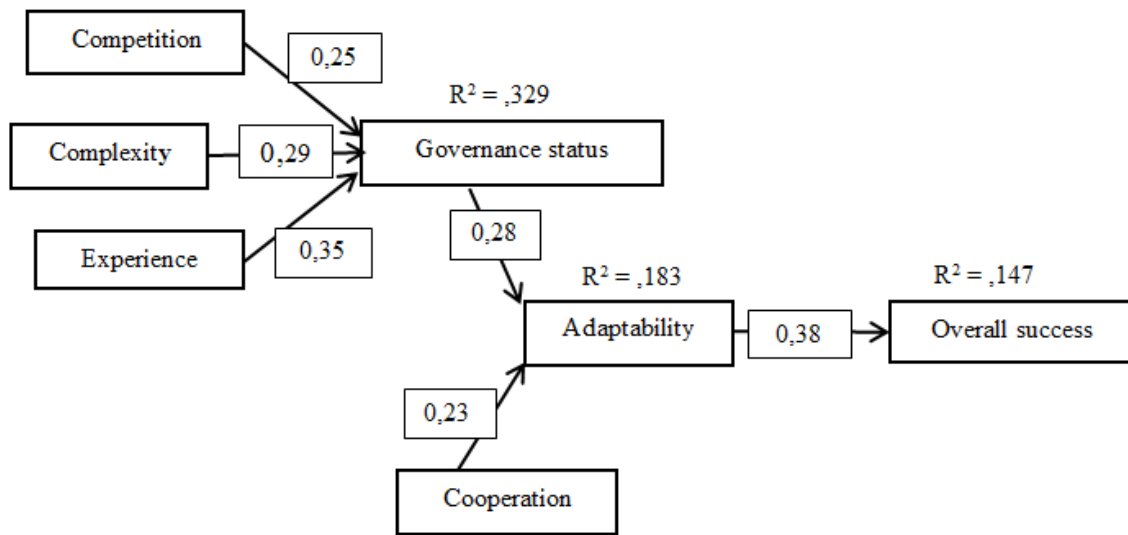 Competition
0,25
R² = ,329
Complexity
0,29
Governance status
Experience
0,35
0,28
R² = ,183
R² = ,147
Adaptability
0,38
Overall success
0,23
Cooperation